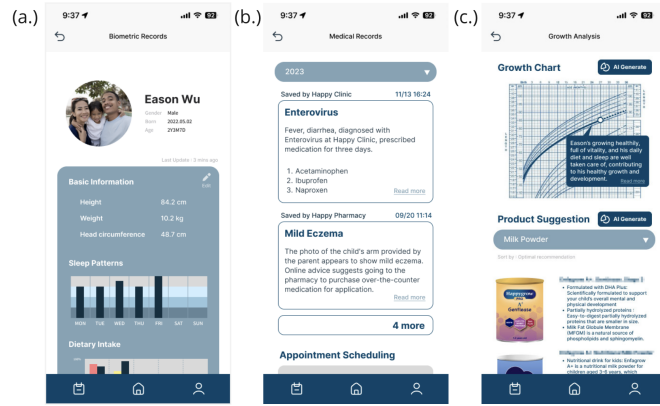 (a.)
9:37
92
Biometric Records
Eason Wu
Gender Male
Born 2022.05.02
Age 2Y3M7D
Last Update : 3 mins ago
Basic Information
Edit
Height 84.2 cm
Weight 10.2 kg
Head circumference 48.7 cm
Sleep Patterns
MON TUE WED THU FRI SAT SUN
Dietary Intake
(b.)
9:37
92
Medical Records
2023
Saved by Happy Clinic 11/13 16:24
Enterovirus
Fever, diarrhea, diagnosed with
Enterovirus at Happy Clinic, prescribed
medication for three days.
1. Acetaminophen
2. Ibuprofen
3. Naproxen
Read more
Saved by Happy Pharmacy 09/20 11:14
Mild Eczema
The photo of the child's arm provided by
the parent appears to show mild eczema.
Online advice suggests going to the
pharmacy to purchase over-the-counter
medication for application.
Read more
4 more
Appointment Scheduling
(c.)
9:37
92
Growth Analysis
Growth Chart
AI Generate
Eason's growing healthily,
full of vitality, and his daily
diet and sleep are well
taken care of, contributing
to his healthy growth and
development.
Read more
Product Suggestion
AI Generate
Milk Powder
Sort by : Optimal recommendation
Happygrow
A+
Gentlease
• Formulated with DHA Plus:
Scientifically formulated to support
your child's overall mental and
physical development
• Partially hydrolyzed proteins :
Easy-to-digest partially hydrolyzed
proteins that are smaller in size.
• Milk Fat Globule Membrane
(MFGM) is a natural source of
phospholipids and sphingomyelin.
• Nutritional drink for kids: Enfagrow
A+ is a nutritional milk powder for
children aged 3-6 years, which